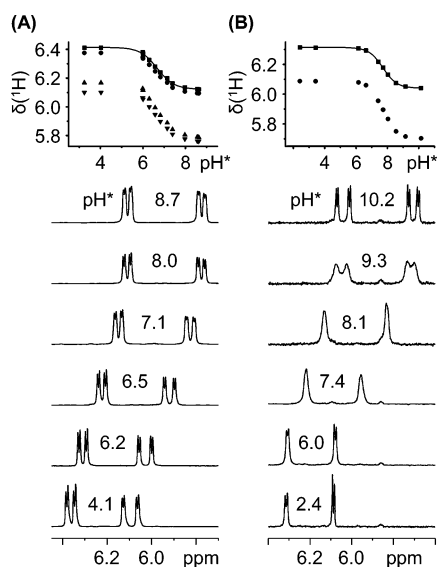 (A) (B)
6.4 6.4
6.2 6.2
6.0 6.0
5.8 5.8
δ(¹H) δ(¹H)
4 6 8 pH* 4 6 8 pH*
pH* 8.7 pH* 10.2
8.0 9.3
7.1 8.1
6.5 7.4
6.2 6.0
4.1 2.4
6.2 6.0 ppm 6.2 6.0 ppm